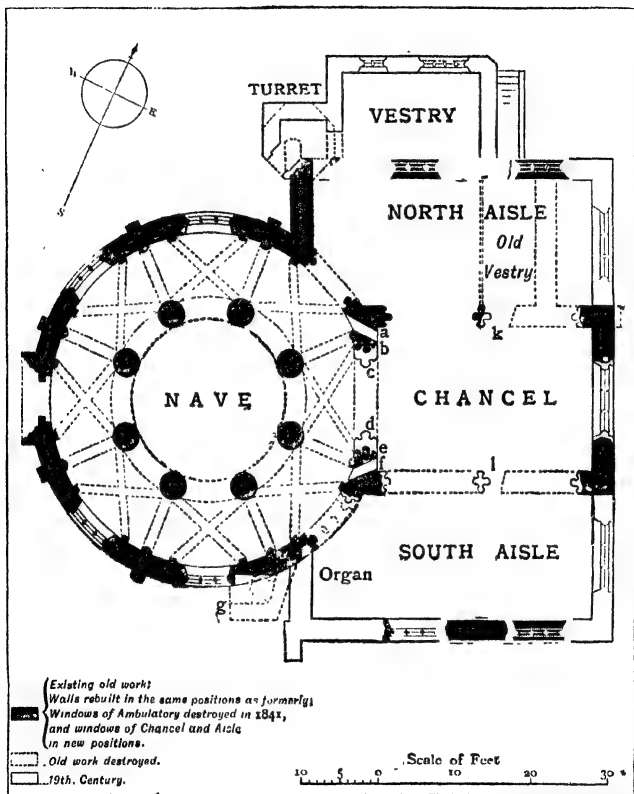 TURRET
VESTRY
NORTH AISLE
Old
Vestry
k
a
b
c
NAVE
CHANCEL
d
e
f
l
SOUTH AISLE
Organ
g
Existing old work;
Walls rebuilt in the same positions as formerly;
Windows of Ambulatory destroyed in 1841,
and windows of Chancel and Aisle
in new positions.
Old work destroyed.
19th. Century.
Scale of Feet
10 5 0 10 20 30